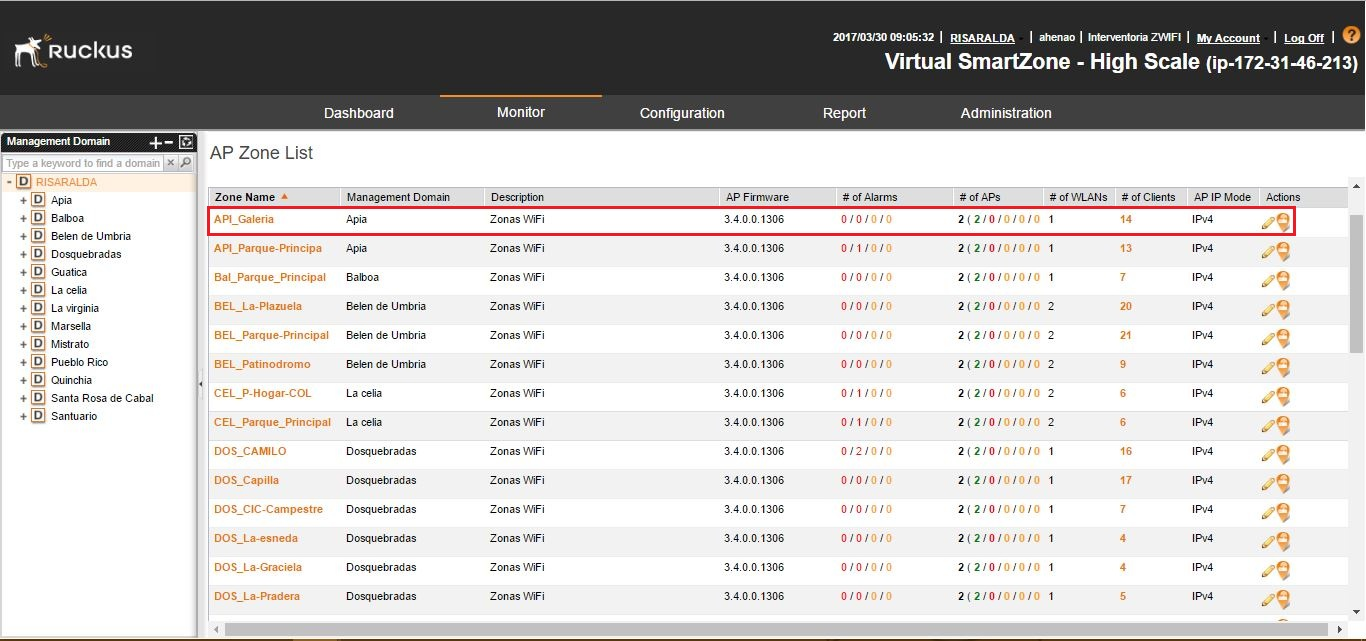 RUCKUS
2017/03/30 09:05:32 | RISARALDA | ahenao | Interventoria ZWIFI | My Account | Log Off | ?
Virtual SmartZone - High Scale (ip-172-31-46-213)
Dashboard Monitor Configuration Report Administration
Management Domain
Type a keyword to find a domain
- D RISARALDA
+ D Apia
+ D Balboa
+ D Belen de Umbria
+ D Dosquebradas
+ D Guatica
+ D La celia
+ D La virginia
+ D Marsella
+ D Mistrato
+ D Pueblo Rico
+ D Quinchia
+ D Santa Rosa de Cabal
+ D Santuario
AP Zone List
Zone Name Management Domain Description AP Firmware # of Alarms # of APs # of WLANs # of Clients AP IP Mode Actions
API_Galeria Apia Zonas WiFi 3.4.0.0.1306 0 / 0 / 0 / 0 2 ( 2 / 0 / 0 / 0 / 0 1 14 IPv4
API_Parque-Principa Apia Zonas WiFi 3.4.0.0.1306 0 / 1 / 0 / 0 2 ( 2 / 0 / 0 / 0 / 0 1 13 IPv4
Bal_Parque_Principal Balboa Zonas WiFi 3.4.0.0.1306 0 / 0 / 0 / 0 2 ( 2 / 0 / 0 / 0 / 0 1 7 IPv4
BEL_La-Plazuela Belen de Umbria Zonas WiFi 3.4.0.0.1306 0 / 0 / 0 / 0 2 ( 2 / 0 / 0 / 0 / 0 2 20 IPv4
BEL_Parque-Principal Belen de Umbria Zonas WiFi 3.4.0.0.1306 0 / 0 / 0 / 0 2 ( 2 / 0 / 0 / 0 / 0 2 21 IPv4
BEL_Patinodromo Belen de Umbria Zonas WiFi 3.4.0.0.1306 0 / 0 / 0 / 0 2 ( 2 / 0 / 0 / 0 / 0 2 9 IPv4
CEL_P-Hogar-COL La celia Zonas WiFi 3.4.0.0.1306 0 / 1 / 0 / 0 2 ( 2 / 0 / 0 / 0 / 0 2 6 IPv4
CEL_Parque_Principal La celia Zonas WiFi 3.4.0.0.1306 0 / 1 / 0 / 0 2 ( 2 / 0 / 0 / 0 / 0 2 6 IPv4
DOS_CAMILO Dosquebradas Zonas WiFi 3.4.0.0.1306 0 / 2 / 0 / 0 2 ( 2 / 0 / 0 / 0 / 0 1 16 IPv4
DOS_Capilla Dosquebradas Zonas WiFi 3.4.0.0.1306 0 / 0 / 0 / 0 2 ( 2 / 0 / 0 / 0 / 0 1 17 IPv4
DOS_CIC-Campestre Dosquebradas Zonas WiFi 3.4.0.0.1306 0 / 0 / 0 / 0 2 ( 2 / 0 / 0 / 0 / 0 1 7 IPv4
DOS_La-esneda Dosquebradas Zonas WiFi 3.4.0.0.1306 0 / 0 / 0 / 0 2 ( 2 / 0 / 0 / 0 / 0 1 4 IPv4
DOS_La-Graciela Dosquebradas Zonas WiFi 3.4.0.0.1306 0 / 0 / 0 / 0 2 ( 2 / 0 / 0 / 0 / 0 1 4 IPv4
DOS_La-Pradera Dosquebradas Zonas WiFi 3.4.0.0.1306 0 / 0 / 0 / 0 2 ( 2 / 0 / 0 / 0 / 0 1 5 IPv4